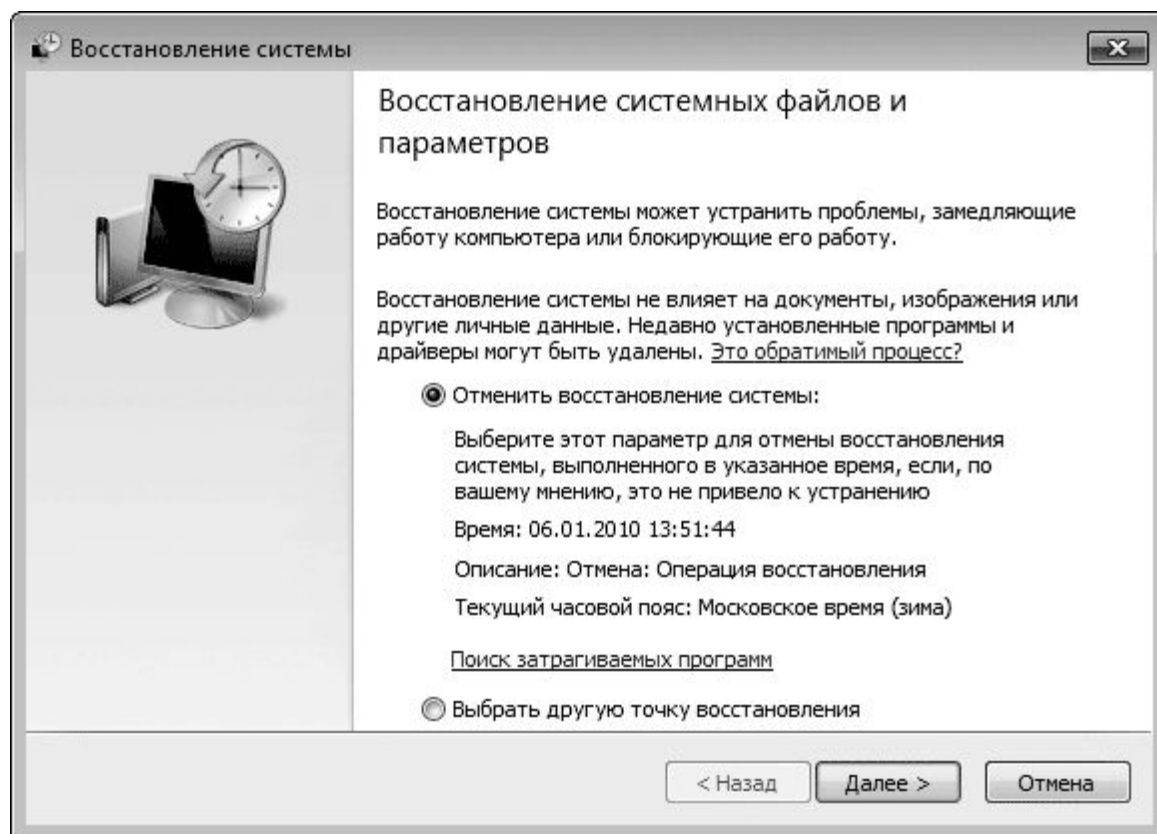 Восстановление системы
Восстановление системных файлов и
параметров
Восстановление системы может устранить проблемы, замедляющие
работу компьютера или блокирующие его работу.
Восстановление системы не влияет на документы, изображения или
другие личные данные. Недавно установленные программы и
драйверы могут быть удалены. Это обратимый процесс?
Отменить восстановление системы:
Выберите этот параметр для отмены восстановления
системы, выполненного в указанное время, если, по
вашему мнению, это не привело к устранению
Время: 06.01.2010 13:51:44
Описание: Отмена: Операция восстановления
Текущий часовой пояс: Московское время (зима)
Поиск затрагиваемых программ
Выбрать другую точку восстановления
< Назад Далее > Отмена